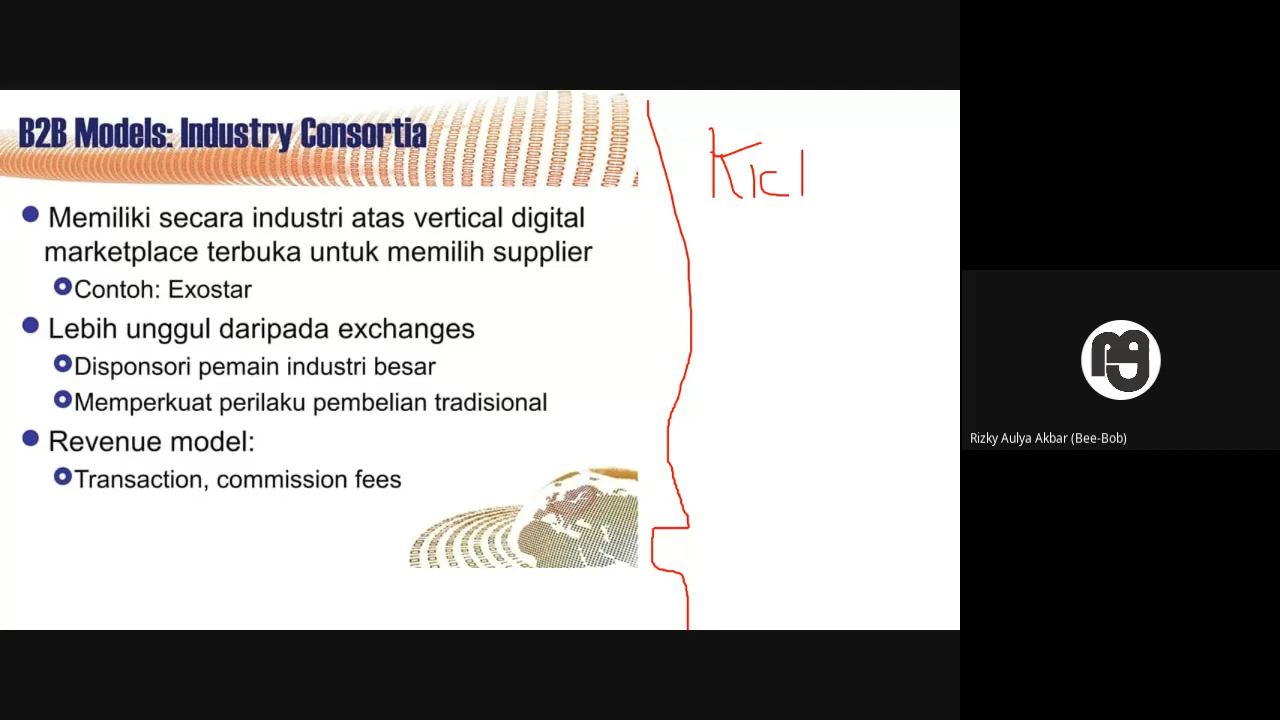 B2B Models: Industry Consortia
Memiliki secara industri atas vertical digital
marketplace terbuka untuk memilih supplier
Contoh: Exostar
Lebih unggul daripada exchanges
Disponsori pemain industri besar
Memperkuat perilaku pembelian tradisional
Revenue model:
Transaction, commission fees
Rizky Aulya Akbar (Bee-Bob)